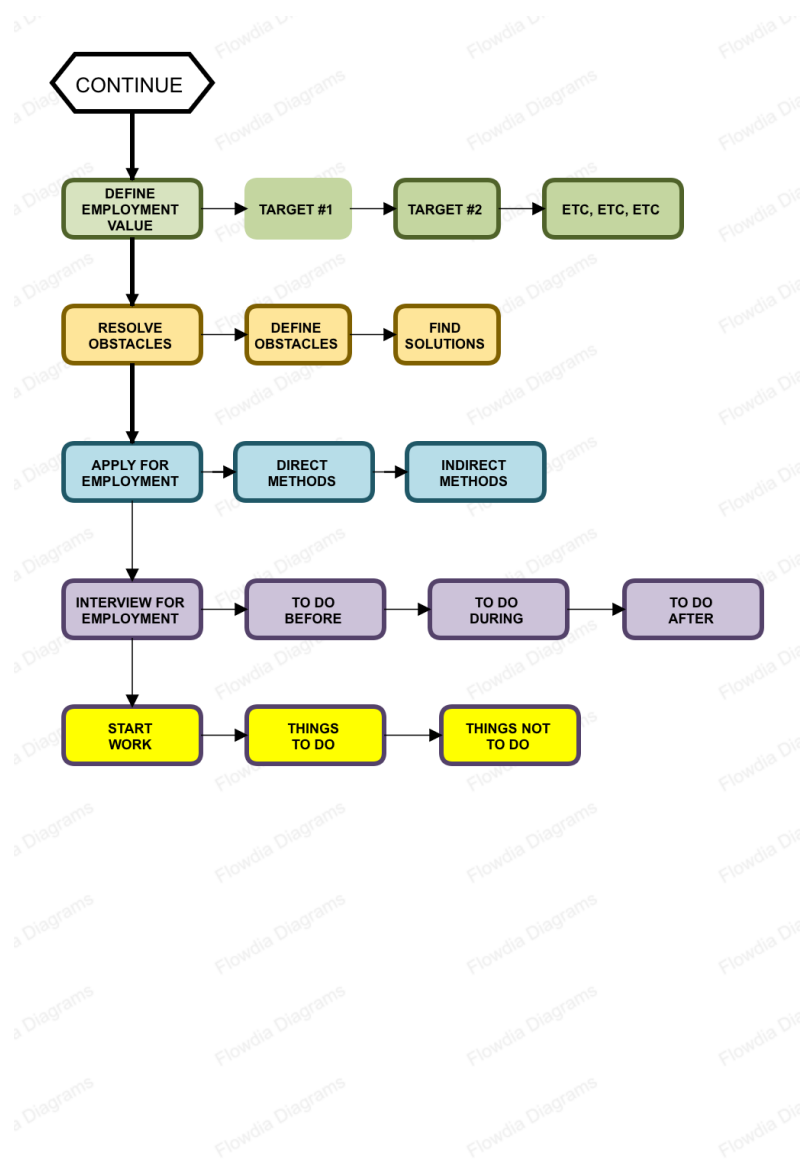 CONTINUE
DEFINE
EMPLOYMENT
VALUE
TARGET #1
TARGET #2
ETC, ETC, ETC
RESOLVE
OBSTACLES
DEFINE
OBSTACLES
FIND
SOLUTIONS
APPLY FOR
EMPLOYMENT
DIRECT
METHODS
INDIRECT
METHODS
INTERVIEW FOR
EMPLOYMENT
TO DO
BEFORE
TO DO
DURING
TO DO
AFTER
START
WORK
THINGS
TO DO
THINGS NOT
TO DO
Flowdia Diagrams